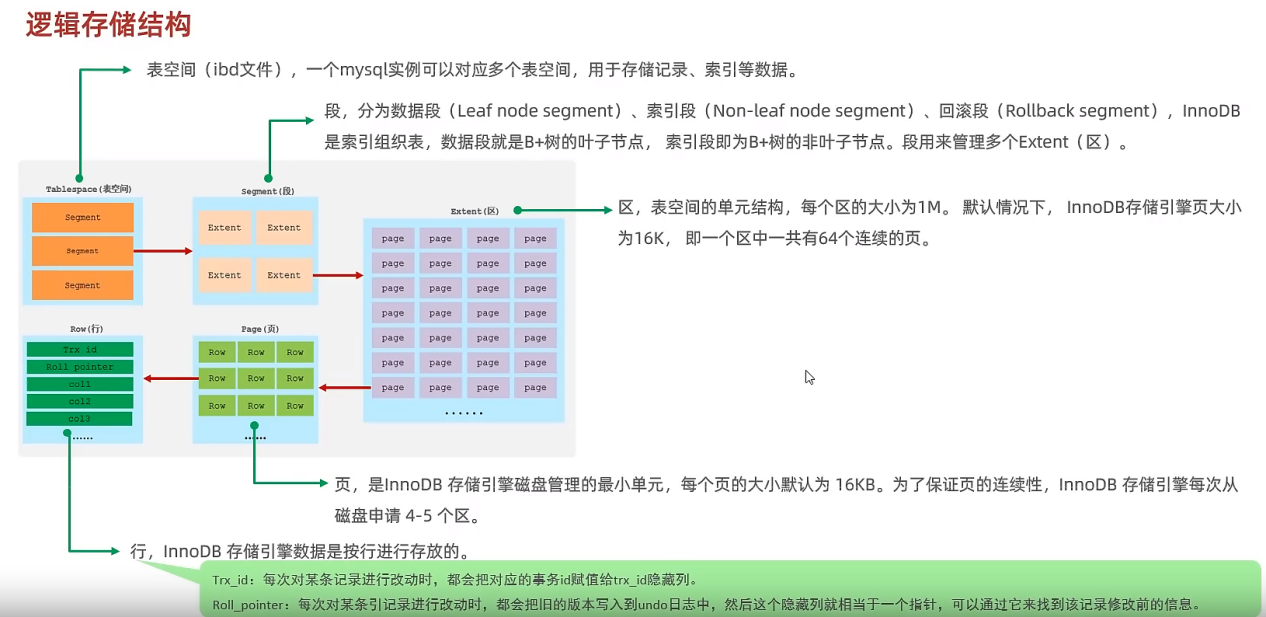 逻辑存储结构
表空间（ibd文件），一个mysql实例可以对应多个表空间，用于存储记录、索引等数据。
段，分为数据段（Leaf node segment）、索引段（Non-leaf node segment）、回滚段（Rollback segment），InnoDB
是索引组织表，数据段就是B+树的叶子节点， 索引段即为B+树的非叶子节点。段用来管理多个Extent（区）。
Tablespace(表空间)
Segment
Segment
Segment
Segment(段)
Extent Extent
Extent Extent
Extent(区)
page page page page
page page page page
page page page page
page page page page
page page page page
page page page page
page page page page
......
区，表空间的单元结构，每个区的大小为1M。 默认情况下， InnoDB存储引擎页大小
为16K， 即一个区中一共有64个连续的页。
Row(行)
Trx id
Roll pointer
col1
col2
col3
......
Page(页)
Row Row Row
Row Row Row
Row Row Row
......
页，是InnoDB 存储引擎磁盘管理的最小单元，每个页的大小默认为 16KB。为了保证页的连续性，InnoDB 存储引擎每次从
磁盘申请 4-5 个区。
行，InnoDB 存储引擎数据是按行进行存放的。
Trx_id：每次对某条记录进行改动时，都会把对应的事务id赋值给trx_id隐藏列。
Roll_pointer：每次对某条引记录进行改动时，都会把旧的版本写入到undo日志中，然后这个隐藏列就相当于一个指针，可以通过它来找到该记录修改前的信息。